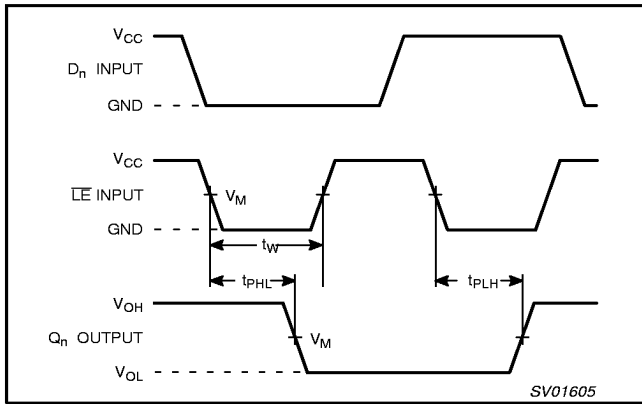 VCC
Dn INPUT
GND
VCC
LE INPUT
VM
GND
tW
tPHL
tPLH
VOH
Qn OUTPUT
VM
VOL
SV01605